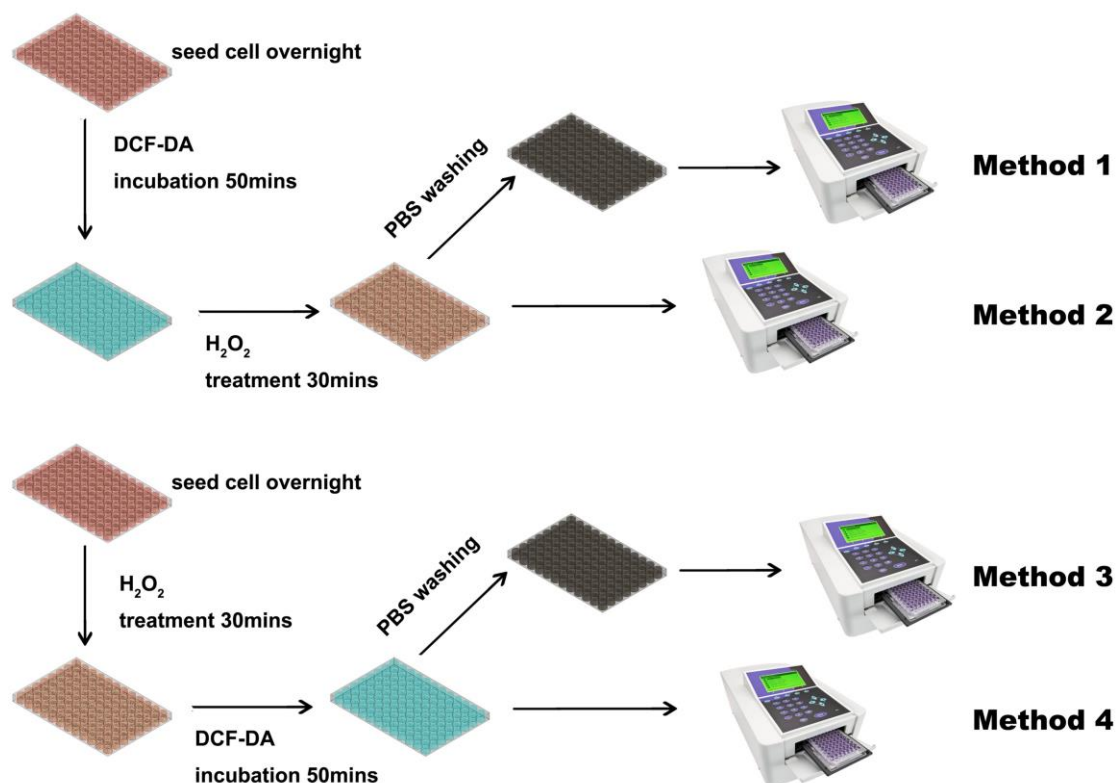 seed cell overnight
DCF-DA
incubation 50mins
PBS washing
Method 1
H₂O₂
treatment 30mins
Method 2
seed cell overnight
H₂O₂
treatment 30mins
PBS washing
Method 3
DCF-DA
incubation 50mins
Method 4